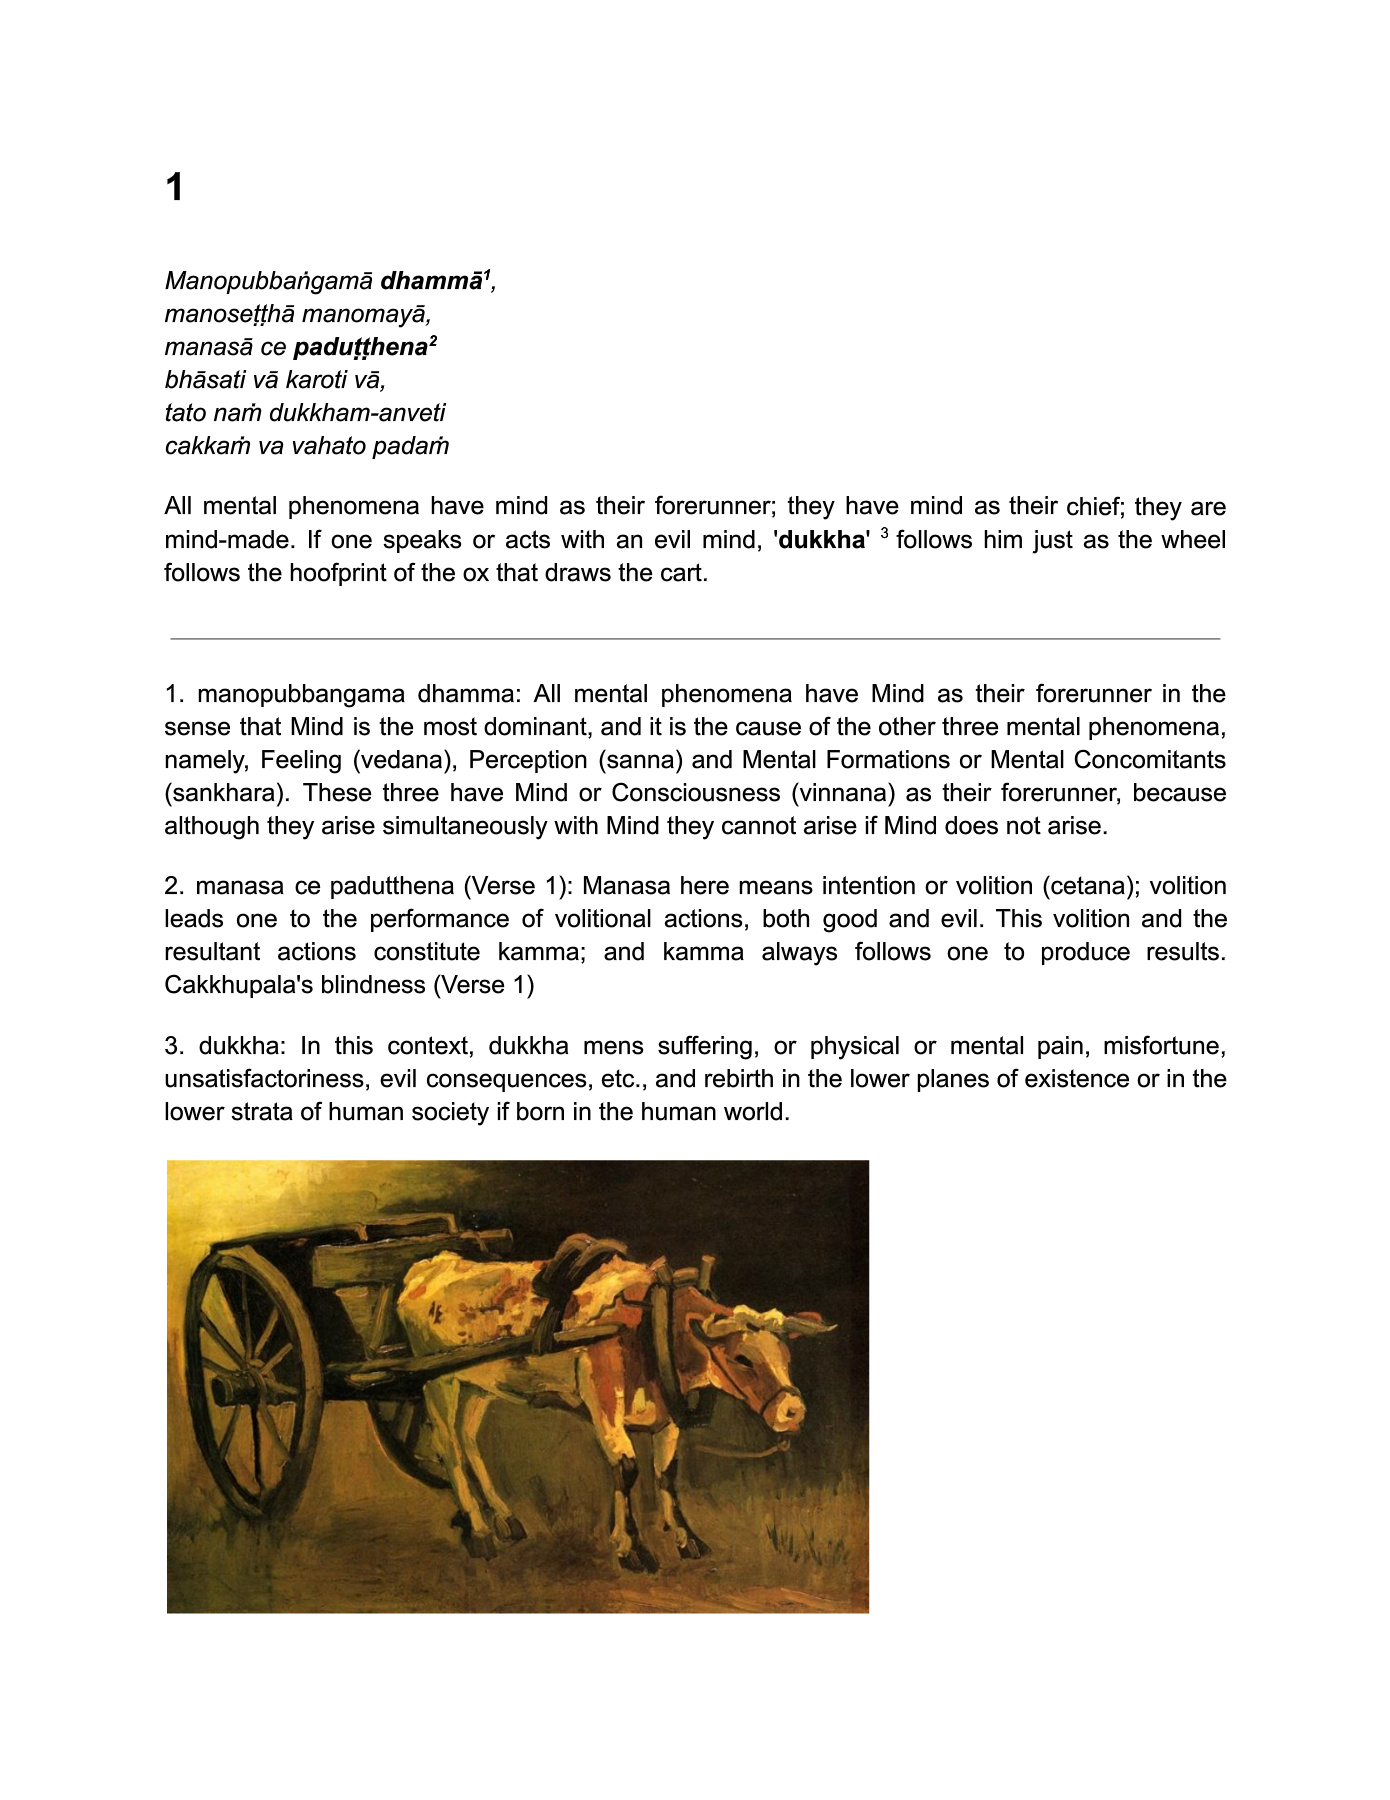 1
Manopubbaṅgamā dhammā¹,
manoseṭṭhā manomayā,
manasā ce paduṭṭhena²
bhāsati vā karoti vā,
tato naṁ dukkham-anveti
cakkaṁ va vahato padaṁ
All mental phenomena have mind as their forerunner; they have mind as their chief; they are
mind-made. If one speaks or acts with an evil mind, 'dukkha' ³ follows him just as the wheel
follows the hoofprint of the ox that draws the cart.
1. manopubbangama dhamma: All mental phenomena have Mind as their forerunner in the
sense that Mind is the most dominant, and it is the cause of the other three mental phenomena,
namely, Feeling (vedana), Perception (sanna) and Mental Formations or Mental Concomitants
(sankhara). These three have Mind or Consciousness (vinnana) as their forerunner, because
although they arise simultaneously with Mind they cannot arise if Mind does not arise.
2. manasa ce padutthena (Verse 1): Manasa here means intention or volition (cetana); volition
leads one to the performance of volitional actions, both good and evil. This volition and the
resultant actions constitute kamma; and kamma always follows one to produce results.
Cakkhupala's blindness (Verse 1)
3. dukkha: In this context, dukkha mens suffering, or physical or mental pain, misfortune,
unsatisfactoriness, evil consequences, etc., and rebirth in the lower planes of existence or in the
lower strata of human society if born in the human world.